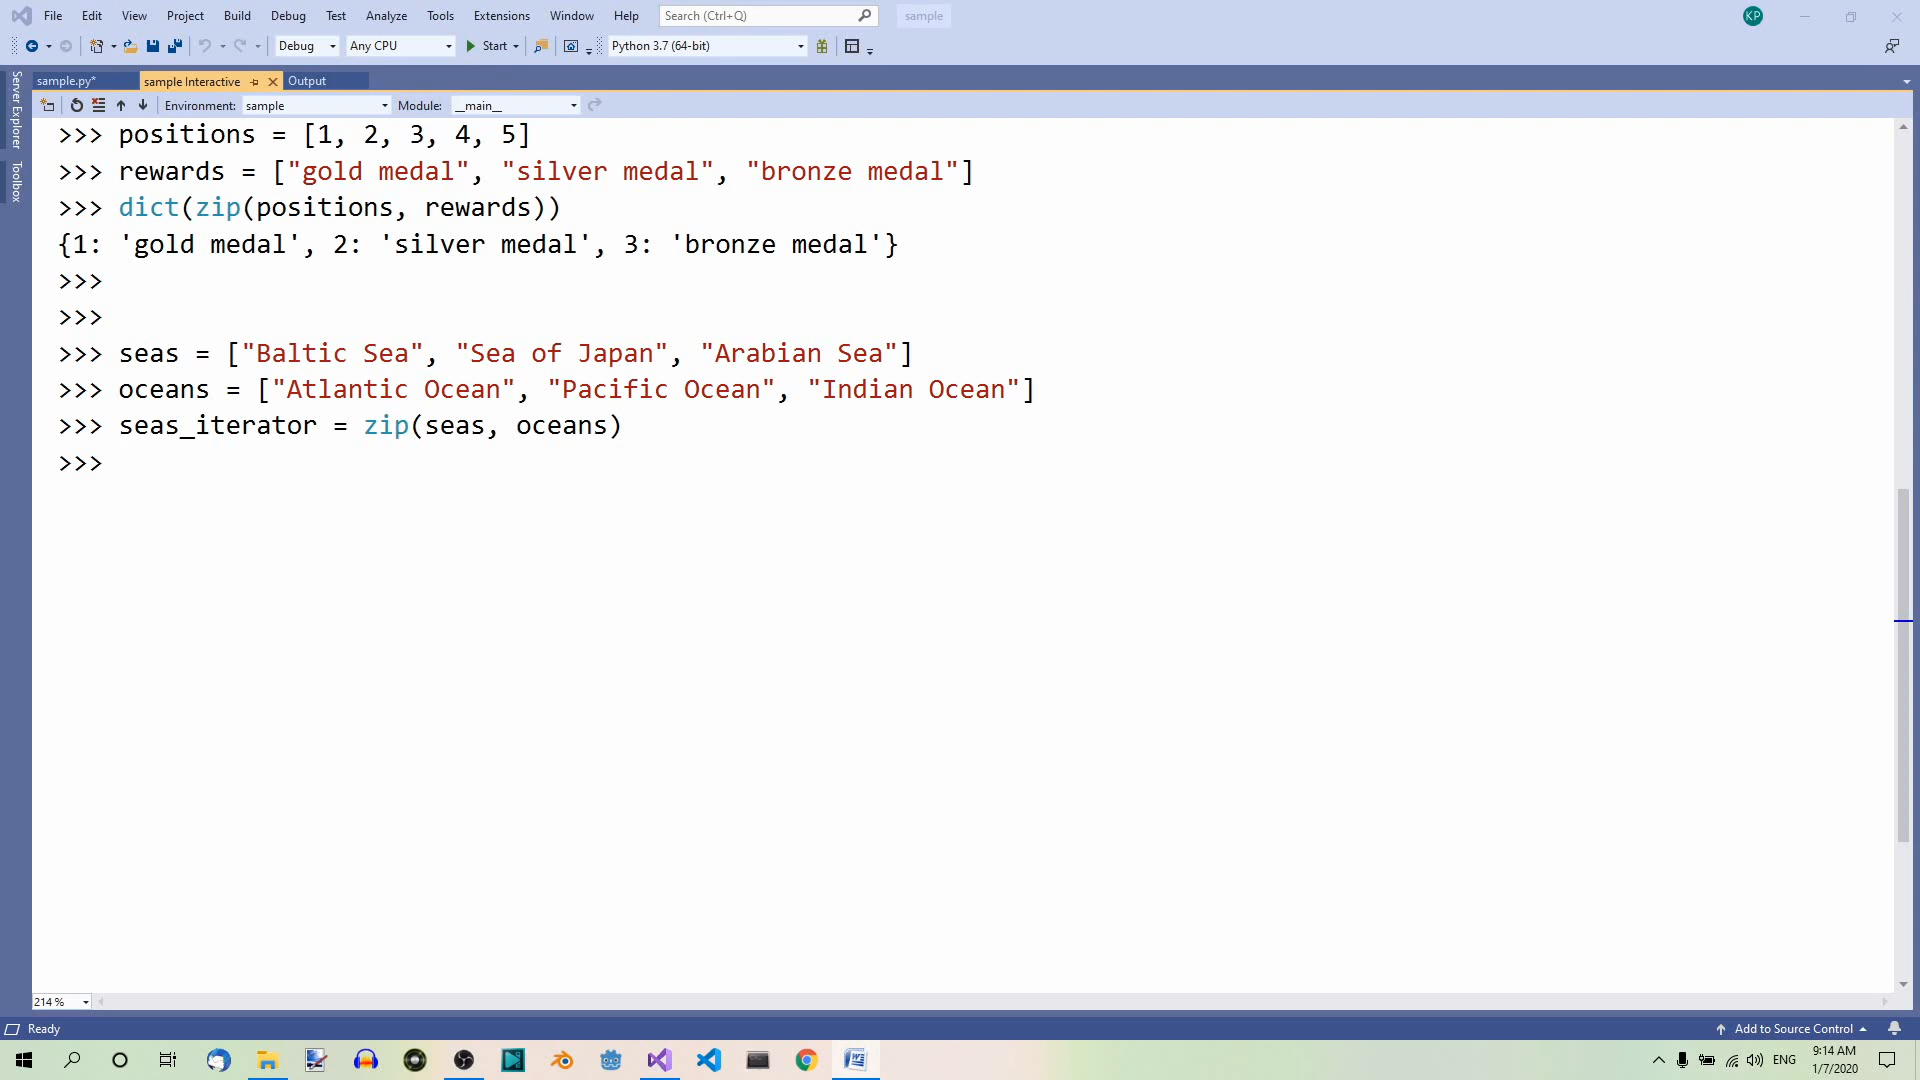 File Edit View Project Build Debug Test Analyze Tools Extensions Window Help Search (Ctrl+Q) sample KP
Debug Any CPU Start Python 3.7 (64-bit)
sample.py* sample Interactive Output
Environment: sample Module: __main__
Server Explorer
Toolbox
>>> positions = [1, 2, 3, 4, 5]
>>> rewards = ["gold medal", "silver medal", "bronze medal"]
>>> dict(zip(positions, rewards))
{1: 'gold medal', 2: 'silver medal', 3: 'bronze medal'}
>>>
>>>
>>> seas = ["Baltic Sea", "Sea of Japan", "Arabian Sea"]
>>> oceans = ["Atlantic Ocean", "Pacific Ocean", "Indian Ocean"]
>>> seas_iterator = zip(seas, oceans)
>>>
214 %
Ready Add to Source Control
ENG 9:14 AM
1/7/2020